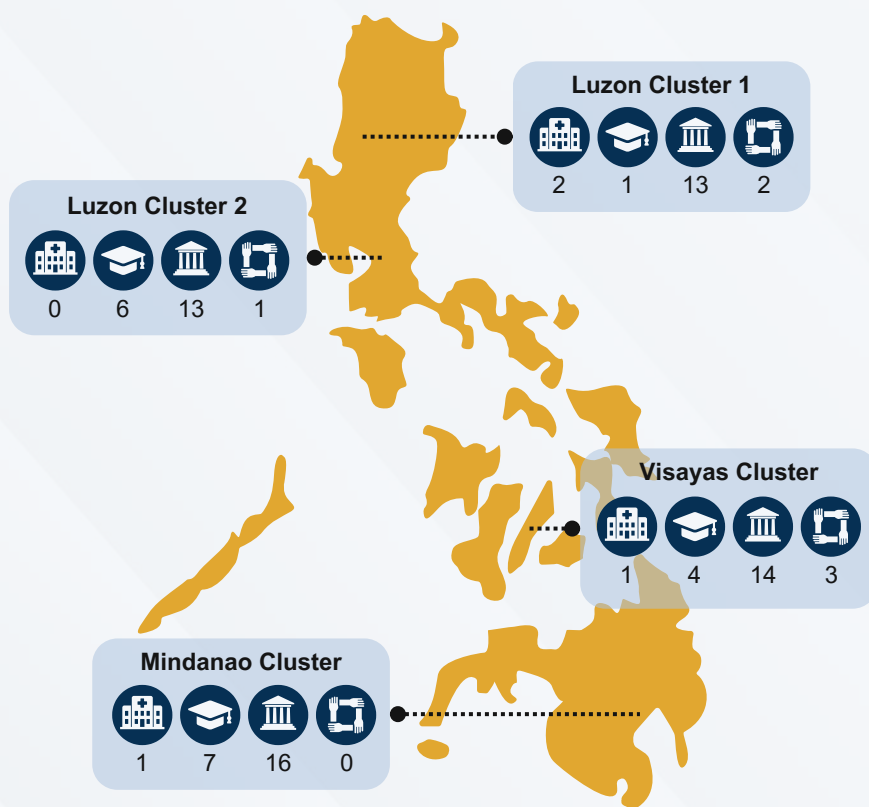 Luzon Cluster 1
2 1 13 2
Luzon Cluster 2
0 6 13 1
Visayas Cluster
1 4 14 3
Mindanao Cluster
1 7 16 0